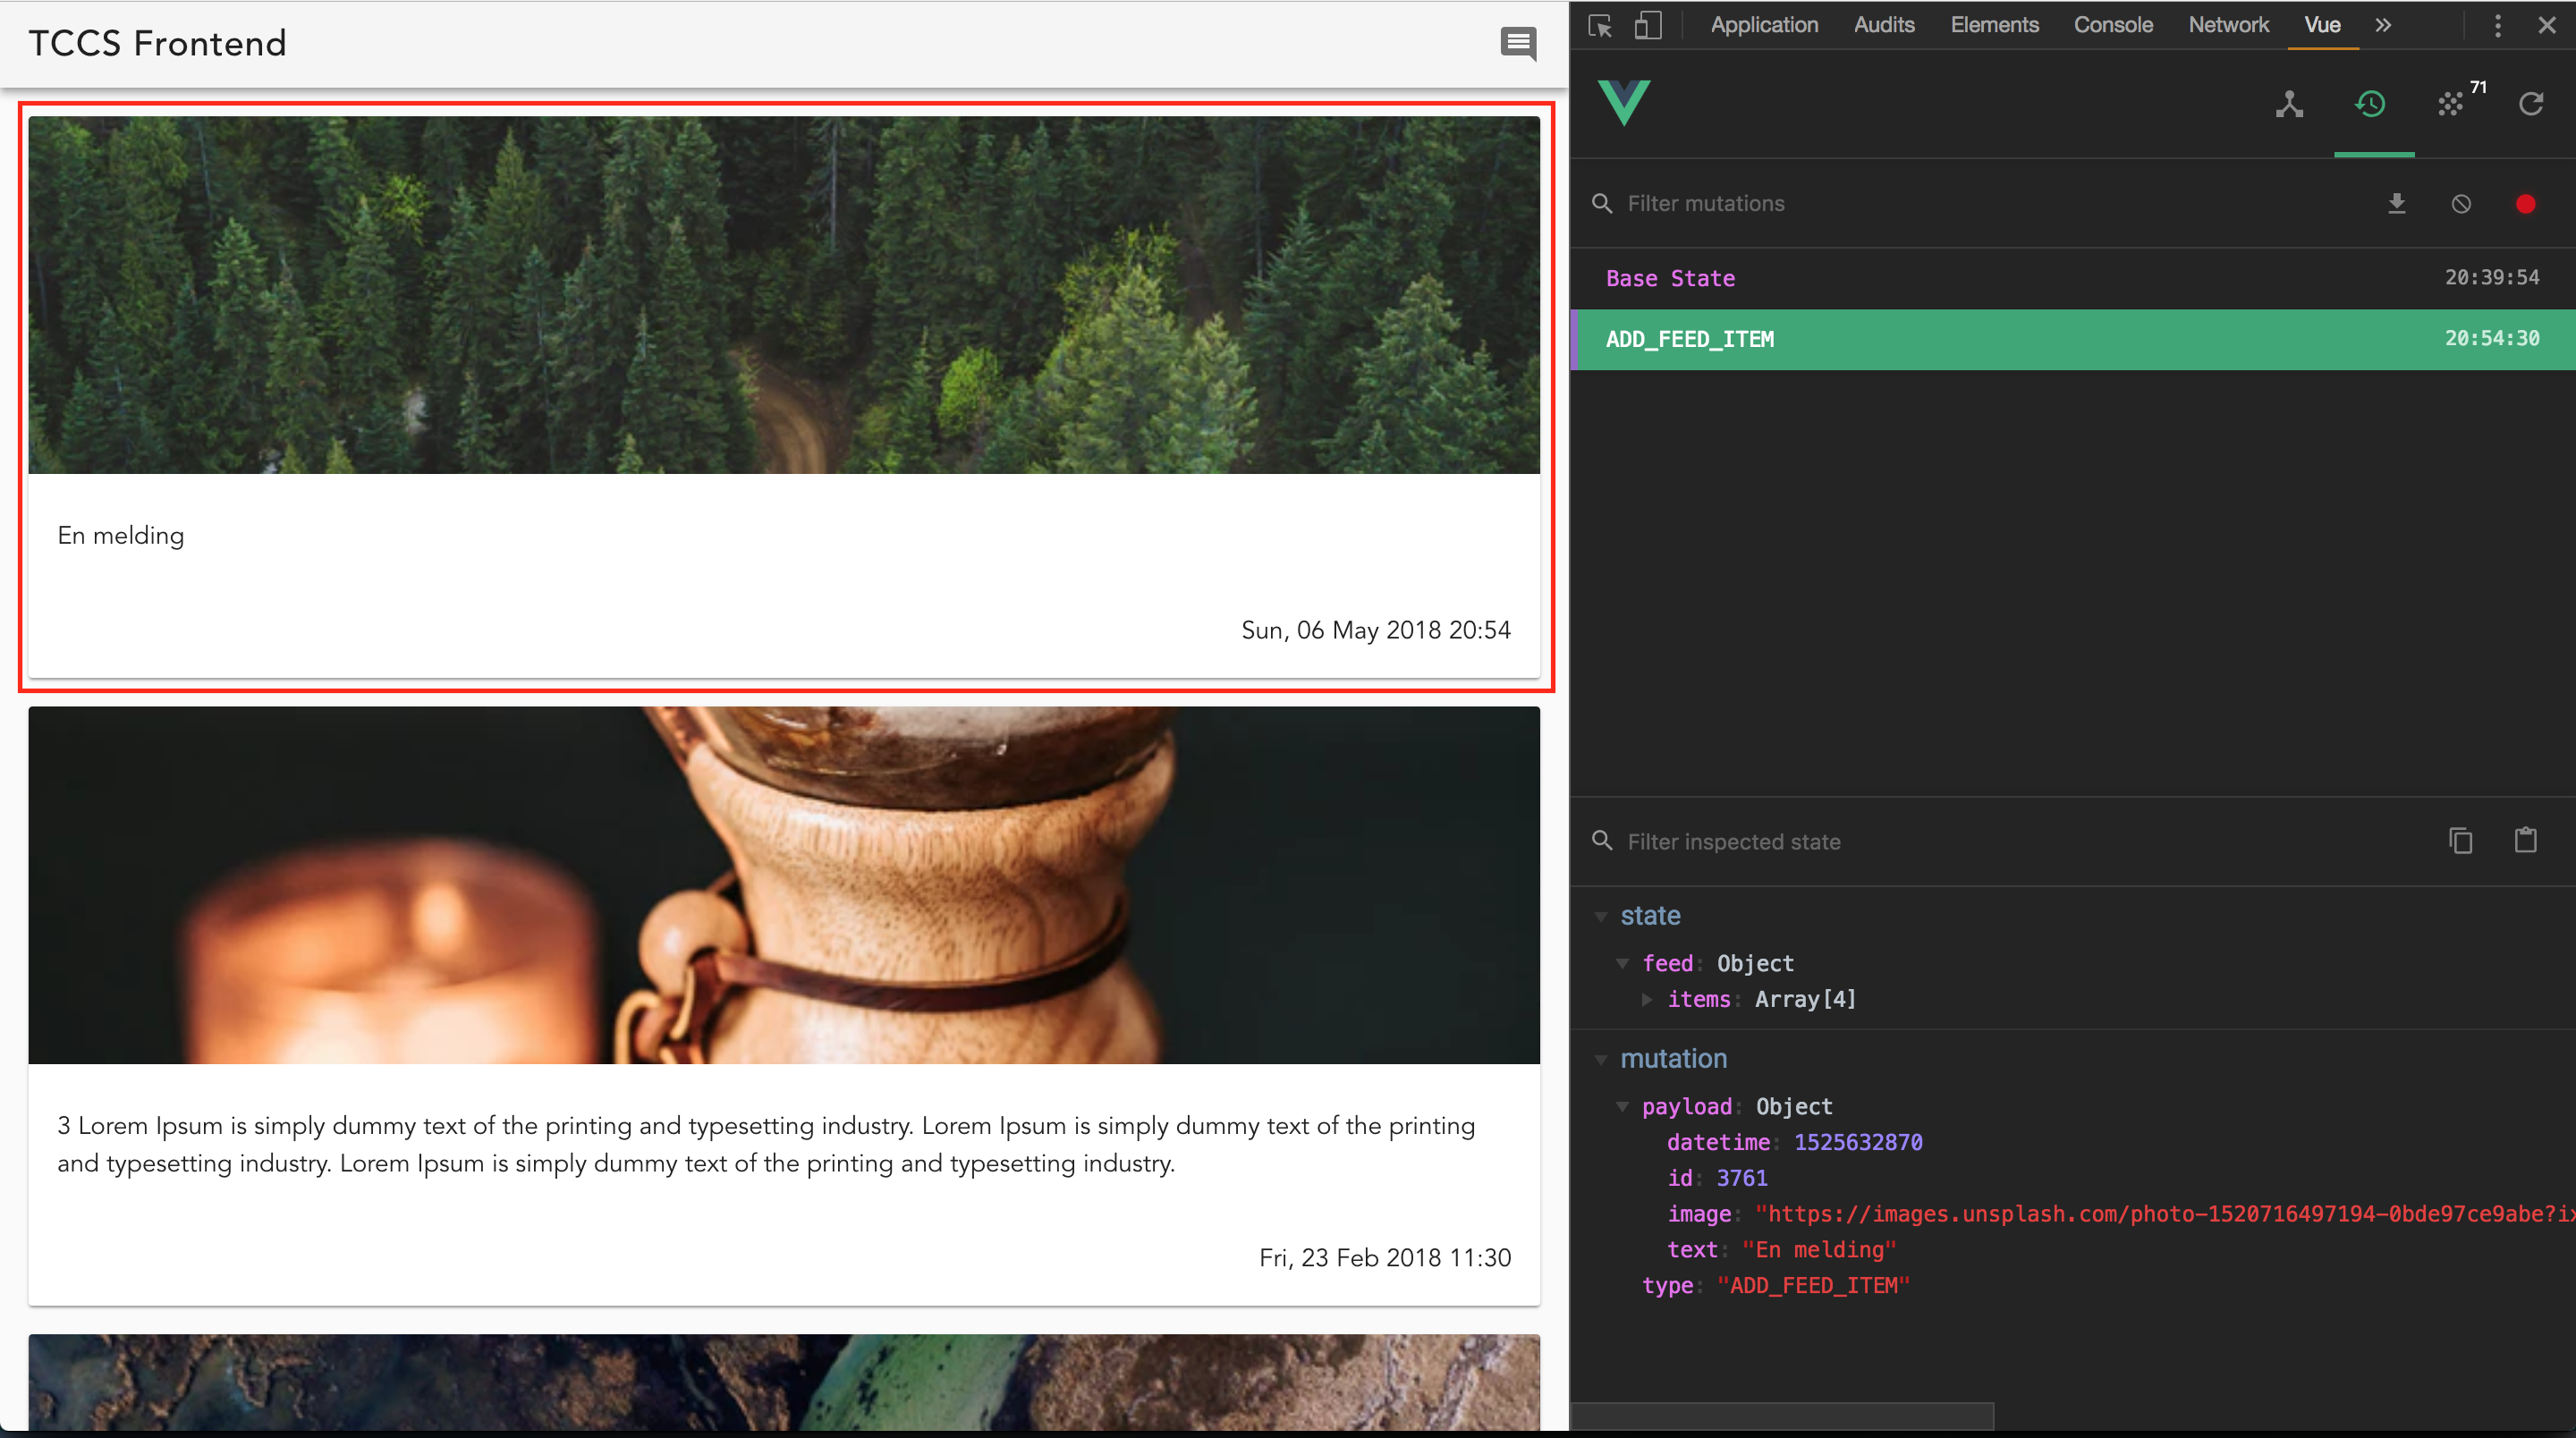 TCCS Frontend
En melding
Sun, 06 May 2018 20:54
3 Lorem Ipsum is simply dummy text of the printing and typesetting industry. Lorem Ipsum is simply dummy text of the printing
and typesetting industry. Lorem Ipsum is simply dummy text of the printing and typesetting industry.
Fri, 23 Feb 2018 11:30
Application Audits Elements Console Network Vue »
71
Filter mutations
Base State 20:39:54
ADD_FEED_ITEM 20:54:30
Filter inspected state
state
feed: Object
items: Array[4]
mutation
payload: Object
datetime: 1525632870
id: 3761
image: "https://images.unsplash.com/photo-1520716497194-0bde97ce9abe?ix
text: "En melding"
type: "ADD_FEED_ITEM"